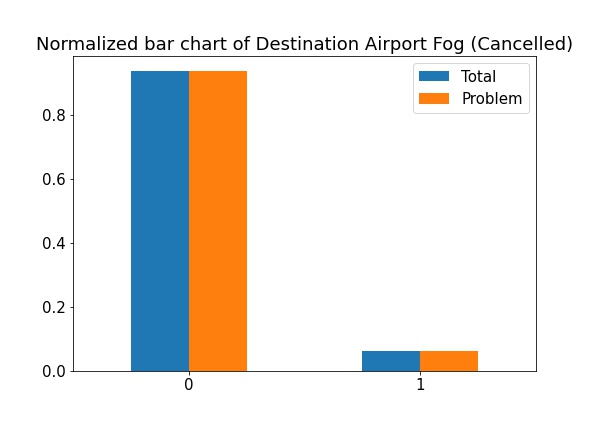 Normalized bar chart of Destination Airport Fog (Cancelled)
Total
Problem
0.8
0.6
0.4
0.2
0.0
0
1